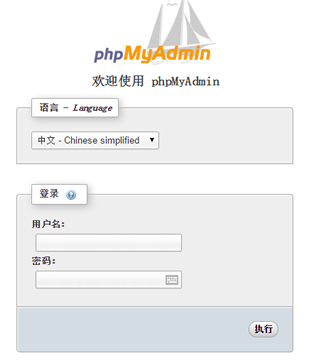 phpMyAdmin
欢迎使用 phpMyAdmin
语言 - Language
中文 - Chinese simplified
登录
用户名:
密码:
执行